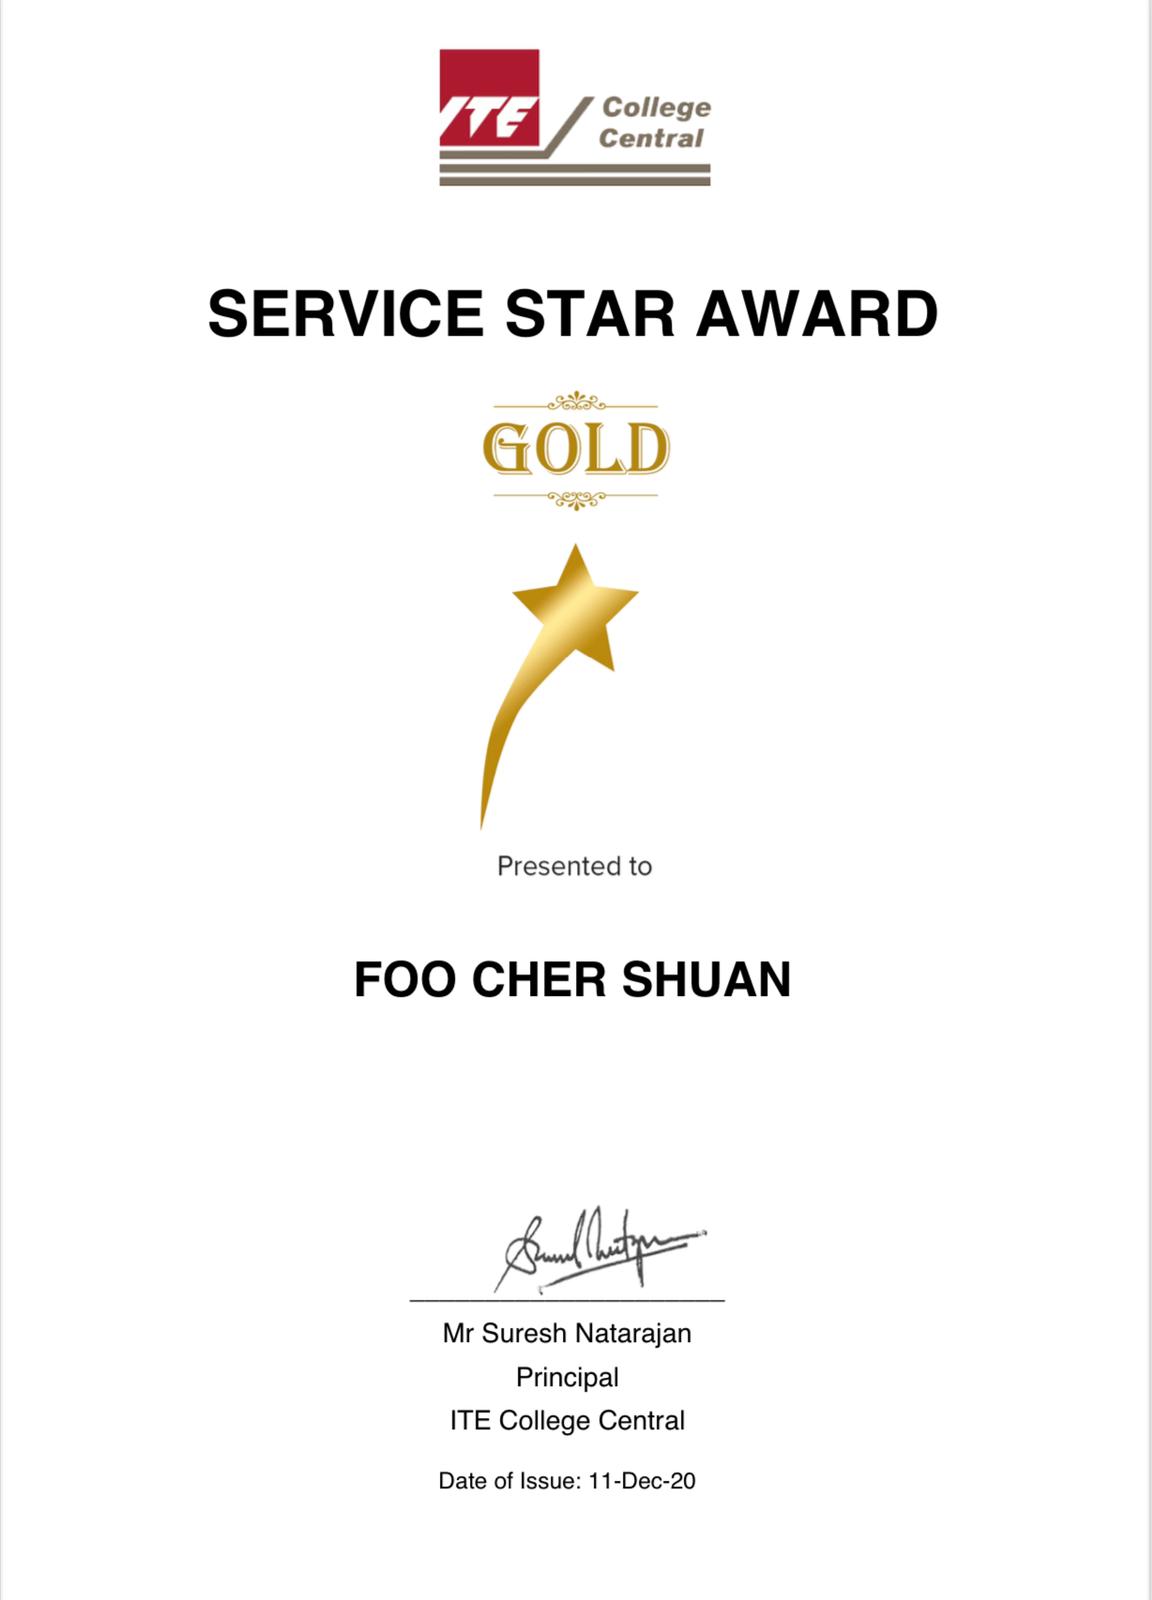 ITE College
Central
SERVICE STAR AWARD
GOLD
Presented to
FOO CHER SHUAN
Mr Suresh Natarajan
Principal
ITE College Central
Date of Issue: 11-Dec-20